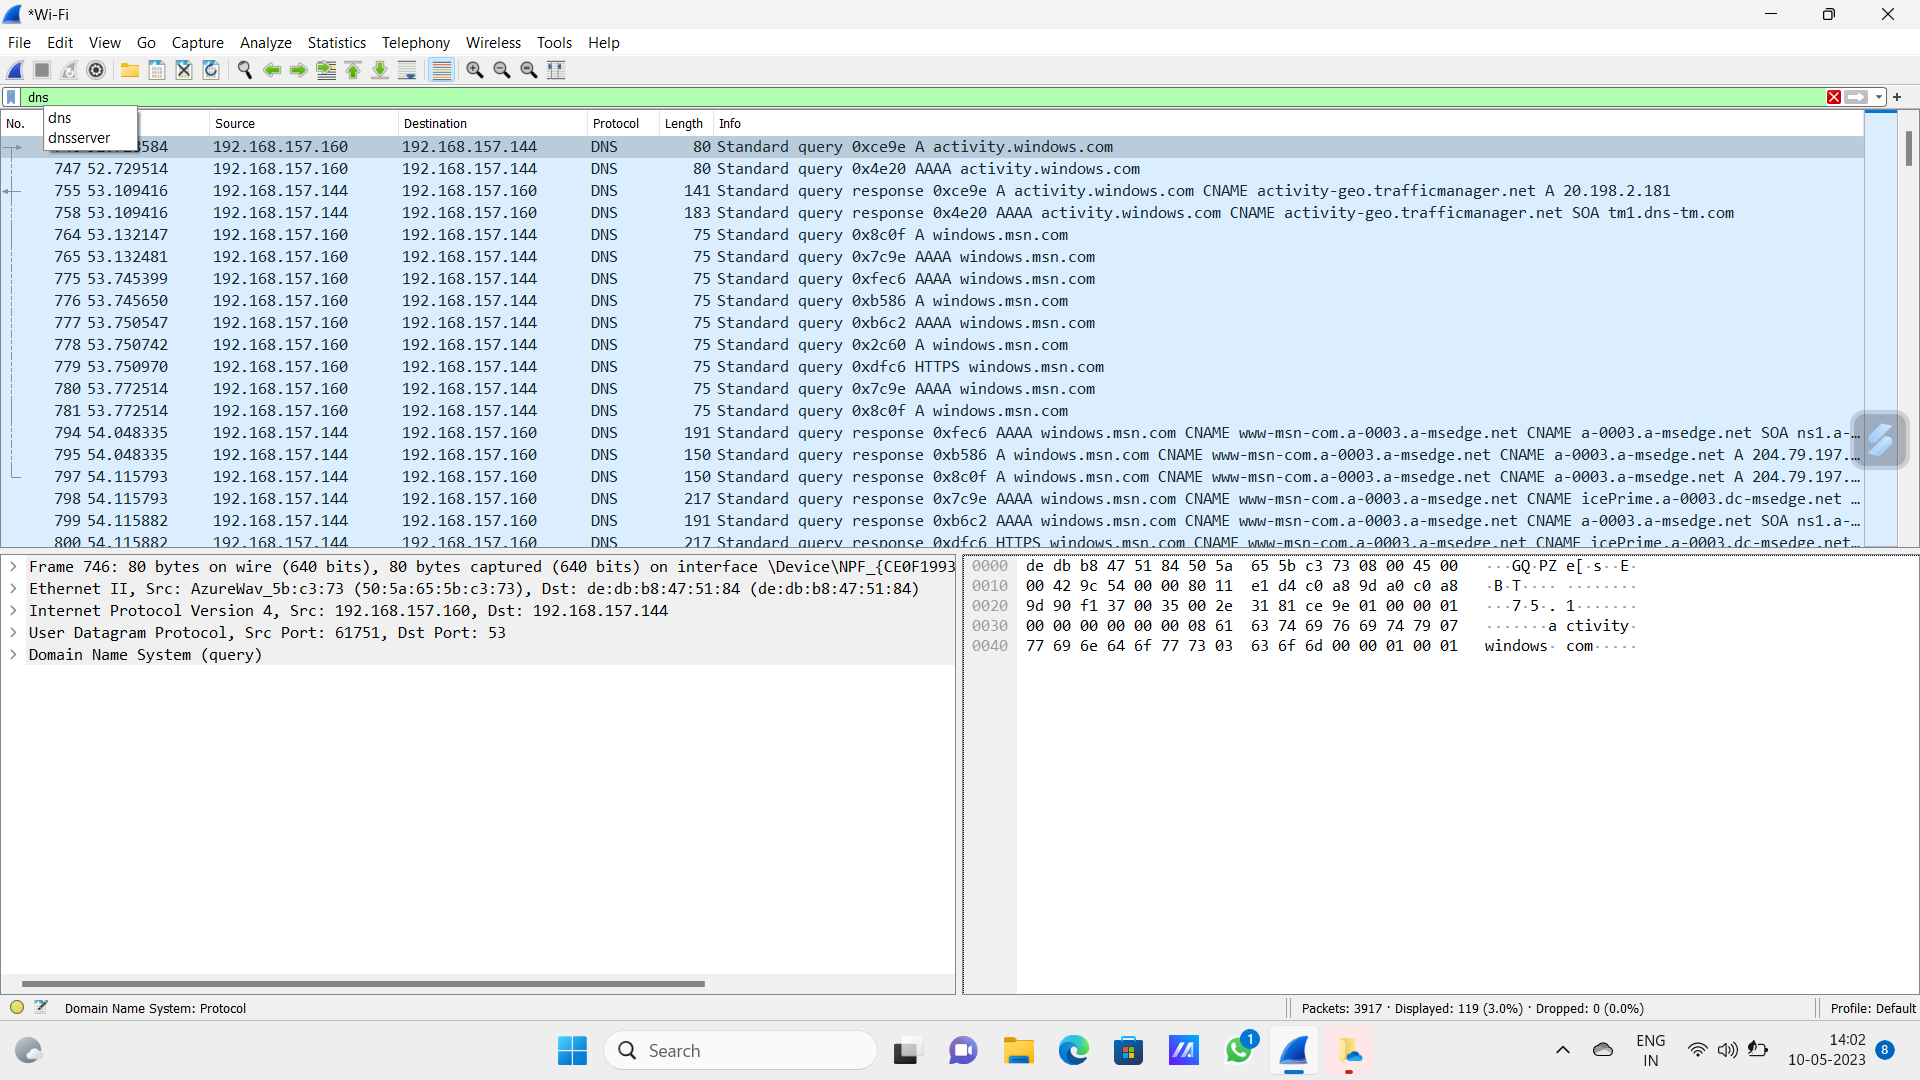 *Wi-Fi
File Edit View Go Capture Analyze Statistics Telephony Wireless Tools Help
dns
dns
dnsserver
No. Source Destination Protocol Length Info
584 192.168.157.160 192.168.157.144 DNS 80 Standard query 0xce9e A activity.windows.com
747 52.729514 192.168.157.160 192.168.157.144 DNS 80 Standard query 0x4e20 AAAA activity.windows.com
755 53.109416 192.168.157.144 192.168.157.160 DNS 141 Standard query response 0xce9e A activity.windows.com CNAME activity-geo.trafficmanager.net A 20.198.2.181
758 53.109416 192.168.157.144 192.168.157.160 DNS 183 Standard query response 0x4e20 AAAA activity.windows.com CNAME activity-geo.trafficmanager.net SOA tm1.dns-tm.com
764 53.132147 192.168.157.160 192.168.157.144 DNS 75 Standard query 0x8c0f A windows.msn.com
765 53.132481 192.168.157.160 192.168.157.144 DNS 75 Standard query 0x7c9e AAAA windows.msn.com
775 53.745399 192.168.157.160 192.168.157.144 DNS 75 Standard query 0xfec6 AAAA windows.msn.com
776 53.745650 192.168.157.160 192.168.157.144 DNS 75 Standard query 0xb586 A windows.msn.com
777 53.750547 192.168.157.160 192.168.157.144 DNS 75 Standard query 0xb6c2 AAAA windows.msn.com
778 53.750742 192.168.157.160 192.168.157.144 DNS 75 Standard query 0x2c60 A windows.msn.com
779 53.750970 192.168.157.160 192.168.157.144 DNS 75 Standard query 0xdfc6 HTTPS windows.msn.com
780 53.772514 192.168.157.160 192.168.157.144 DNS 75 Standard query 0x7c9e AAAA windows.msn.com
781 53.772514 192.168.157.160 192.168.157.144 DNS 75 Standard query 0x8c0f A windows.msn.com
794 54.048335 192.168.157.144 192.168.157.160 DNS 191 Standard query response 0xfec6 AAAA windows.msn.com CNAME www-msn-com.a-0003.a-msedge.net CNAME a-0003.a-msedge.net SOA ns1.a-…
795 54.048335 192.168.157.144 192.168.157.160 DNS 150 Standard query response 0xb586 A windows.msn.com CNAME www-msn-com.a-0003.a-msedge.net CNAME a-0003.a-msedge.net A 204.79.197.…
797 54.115793 192.168.157.144 192.168.157.160 DNS 150 Standard query response 0x8c0f A windows.msn.com CNAME www-msn-com.a-0003.a-msedge.net CNAME a-0003.a-msedge.net A 204.79.197.…
798 54.115793 192.168.157.144 192.168.157.160 DNS 217 Standard query response 0x7c9e AAAA windows.msn.com CNAME www-msn-com.a-0003.a-msedge.net CNAME icePrime.a-0003.dc-msedge.net …
799 54.115882 192.168.157.144 192.168.157.160 DNS 191 Standard query response 0xb6c2 AAAA windows.msn.com CNAME www-msn-com.a-0003.a-msedge.net CNAME a-0003.a-msedge.net SOA ns1.a-…
800 54.115882 192.168.157.144 192.168.157.160 DNS 217 Standard query response 0xdfc6 HTTPS windows.msn.com CNAME www-msn-com.a-0003.a-msedge.net CNAME icePrime.a-0003.dc-msedge.net…
Frame 746: 80 bytes on wire (640 bits), 80 bytes captured (640 bits) on interface \Device\NPF_{CE0F1993
Ethernet II, Src: AzureWav_5b:c3:73 (50:5a:65:5b:c3:73), Dst: de:db:b8:47:51:84 (de:db:b8:47:51:84)
Internet Protocol Version 4, Src: 192.168.157.160, Dst: 192.168.157.144
User Datagram Protocol, Src Port: 61751, Dst Port: 53
Domain Name System (query)
0000 de db b8 47 51 84 50 5a 65 5b c3 73 08 00 45 00 ···GQ·PZ e[·s··E·
0010 00 42 9c 54 00 00 80 11 e1 d4 c0 a8 9d a0 c0 a8 ·B·T···· ········
0020 9d 90 f1 37 00 35 00 2e 31 81 ce 9e 01 00 00 01 ···7·5·. 1·······
0030 00 00 00 00 00 00 08 61 63 74 69 76 69 74 79 07 ·······a ctivity·
0040 77 69 6e 64 6f 77 73 03 63 6f 6d 00 00 01 00 01 windows· com·····
Domain Name System: Protocol
Packets: 3917 · Displayed: 119 (3.0%) · Dropped: 0 (0.0%)
Profile: Default
Search
1
ENG
IN
14:02
10-05-2023
8